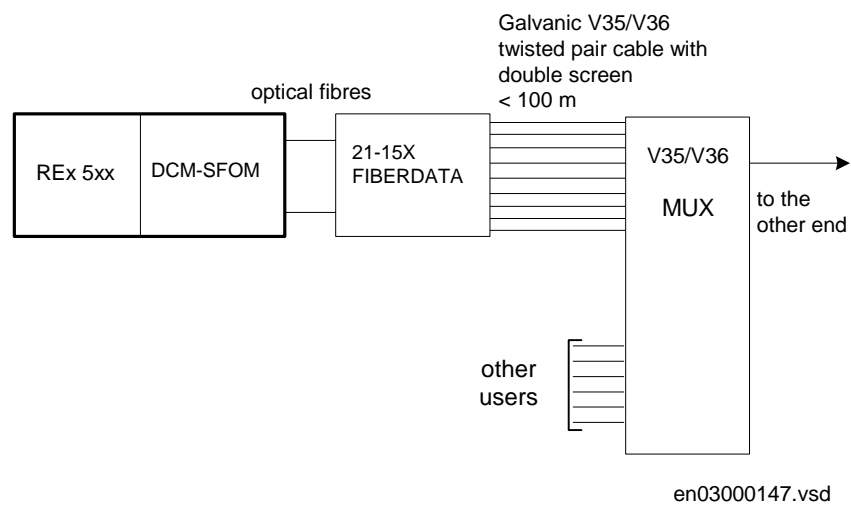 Galvanic V35/V36
twisted pair cable with
double screen
< 100 m
optical fibres
REx 5xx
DCM-SFOM
21-15X
FIBERDATA
V35/V36
MUX
to the
other end
other
users
en03000147.vsd